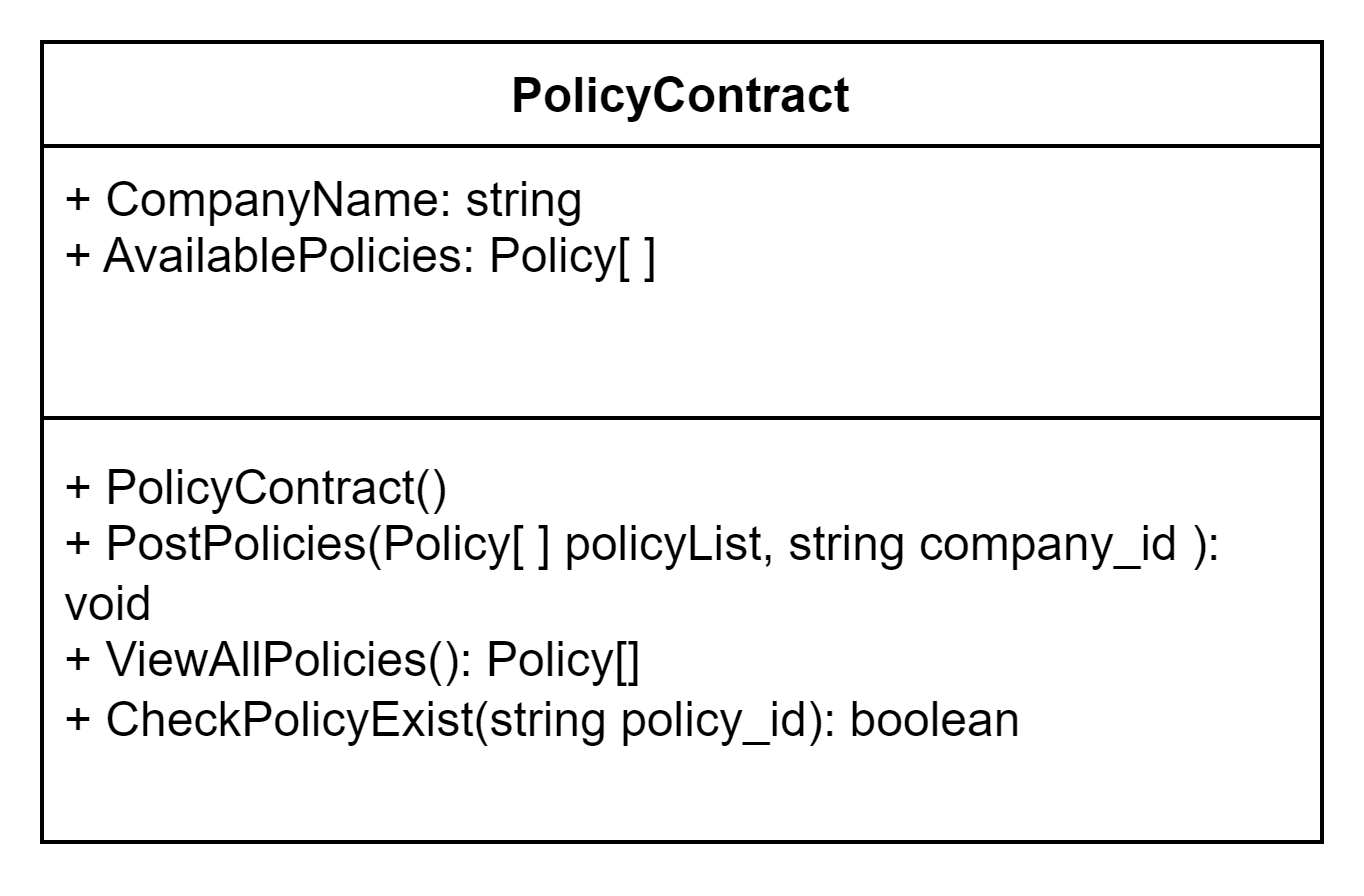 PolicyContract
+ CompanyName: string
+ AvailablePolicies: Policy[ ]
+ PolicyContract()
+ PostPolicies(Policy[ ] policyList, string company_id ):
void
+ ViewAllPolicies(): Policy[]
+ CheckPolicyExist(string policy_id): boolean